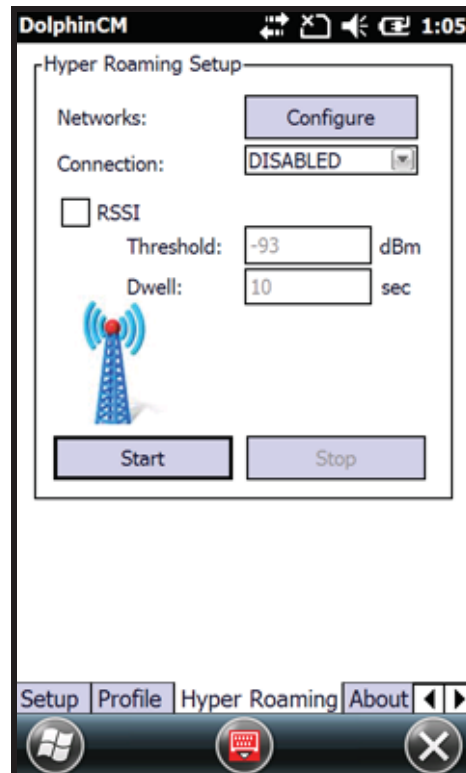 DolphinCM 1:05
Hyper Roaming Setup
Networks: Configure
Connection: DISABLED
RSSI
Threshold: -93 dBm
Dwell: 10 sec
Start Stop
Setup Profile Hyper Roaming About